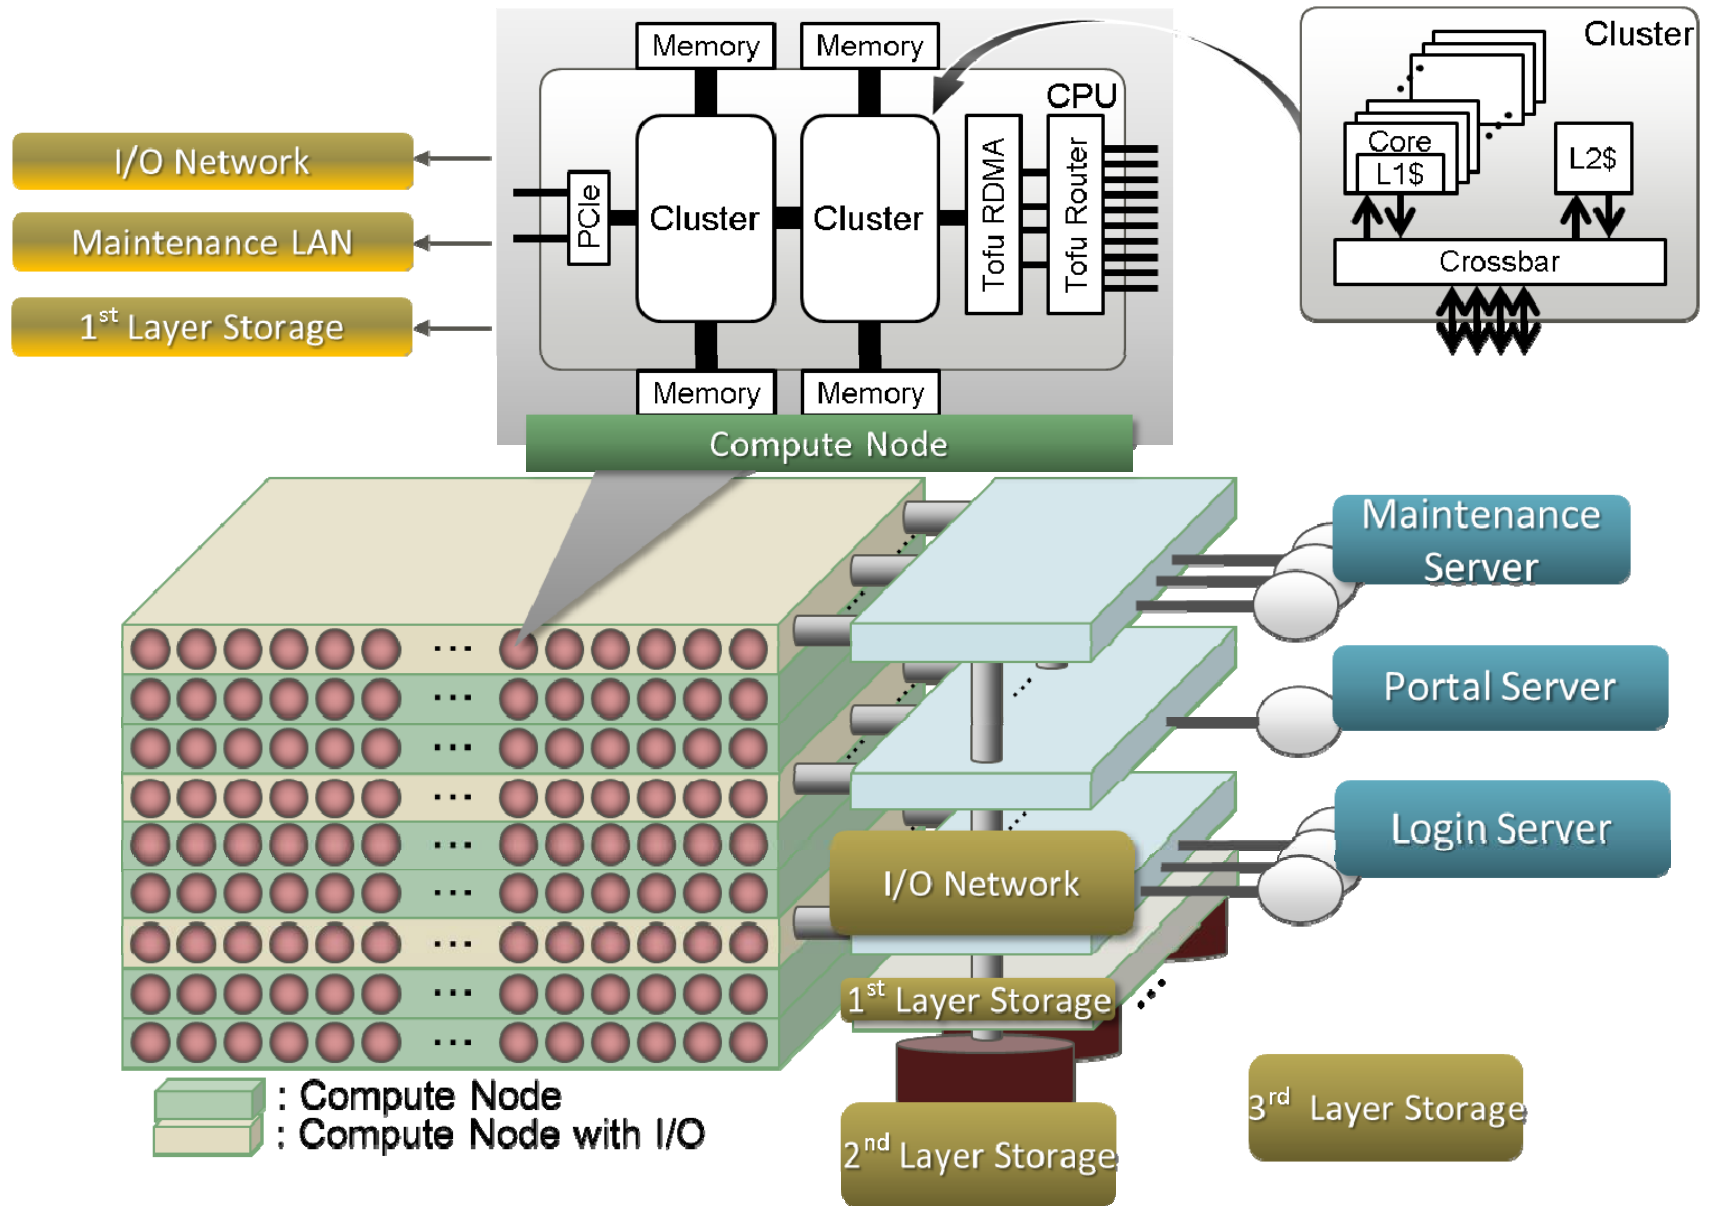 Memory
Memory
Cluster
CPU
I/O Network
Core
L1$
L2$
Maintenance LAN
PCIe
Cluster
Cluster
Tofu RDMA
Tofu Router
Crossbar
1st Layer Storage
Memory
Memory
Compute Node
Maintenance
Server
...
...
Portal Server
...
...
Login Server
...
...
I/O Network
...
...
1st Layer Storage
...
: Compute Node
: Compute Node with I/O
2nd Layer Storage
3rd Layer Storage